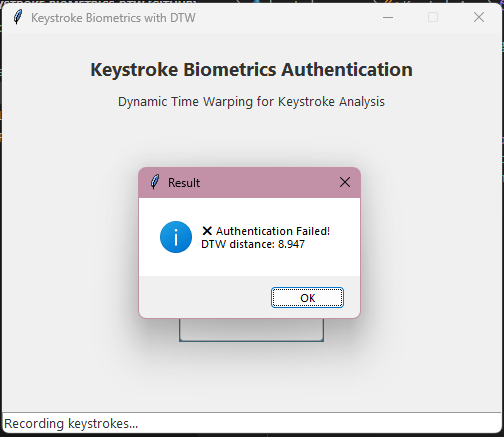 Keystroke Biometrics with DTW
Keystroke Biometrics Authentication
Dynamic Time Warping for Keystroke Analysis
Result
❌ Authentication Failed!
DTW distance: 8.947
OK
Recording keystrokes...